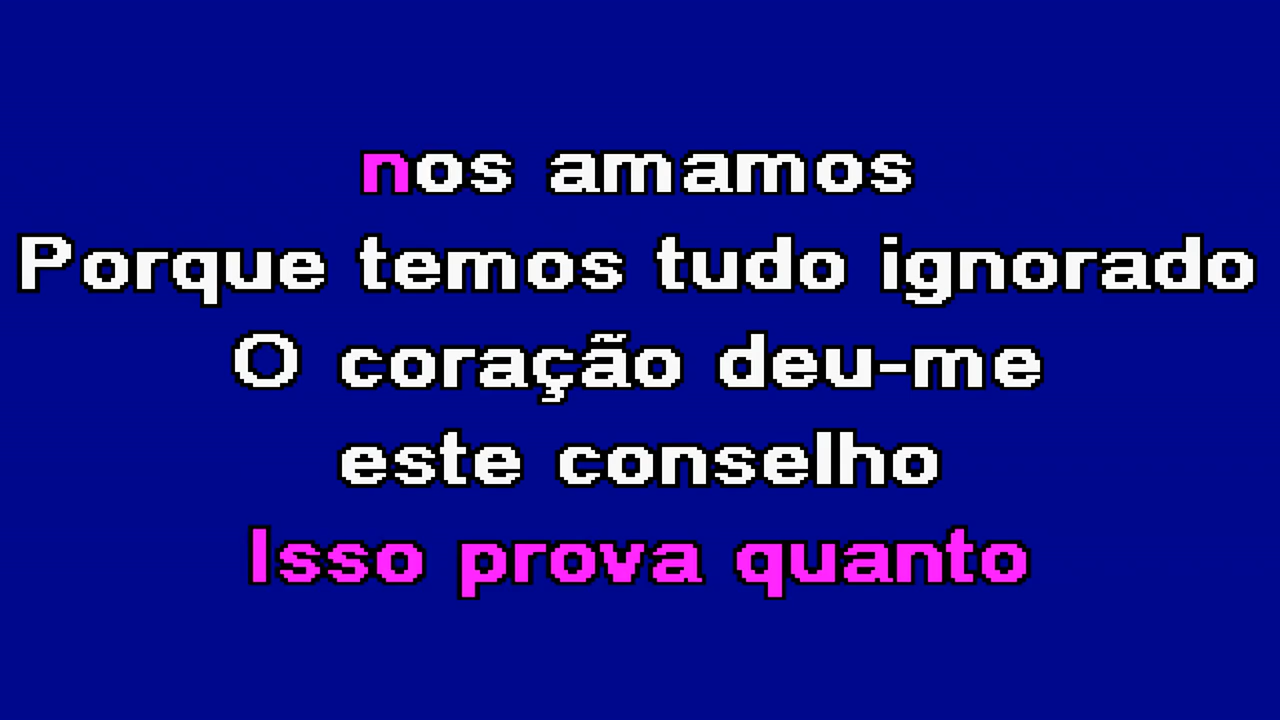 nos amamos
Porque temos tudo ignorado
O coração deu-me
este conselho
Isso prova quanto